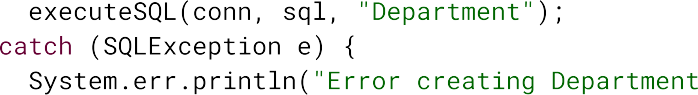 executeSQL(conn, sql, "Department");
catch (SQLException e) {
System.err.println("Error creating Department